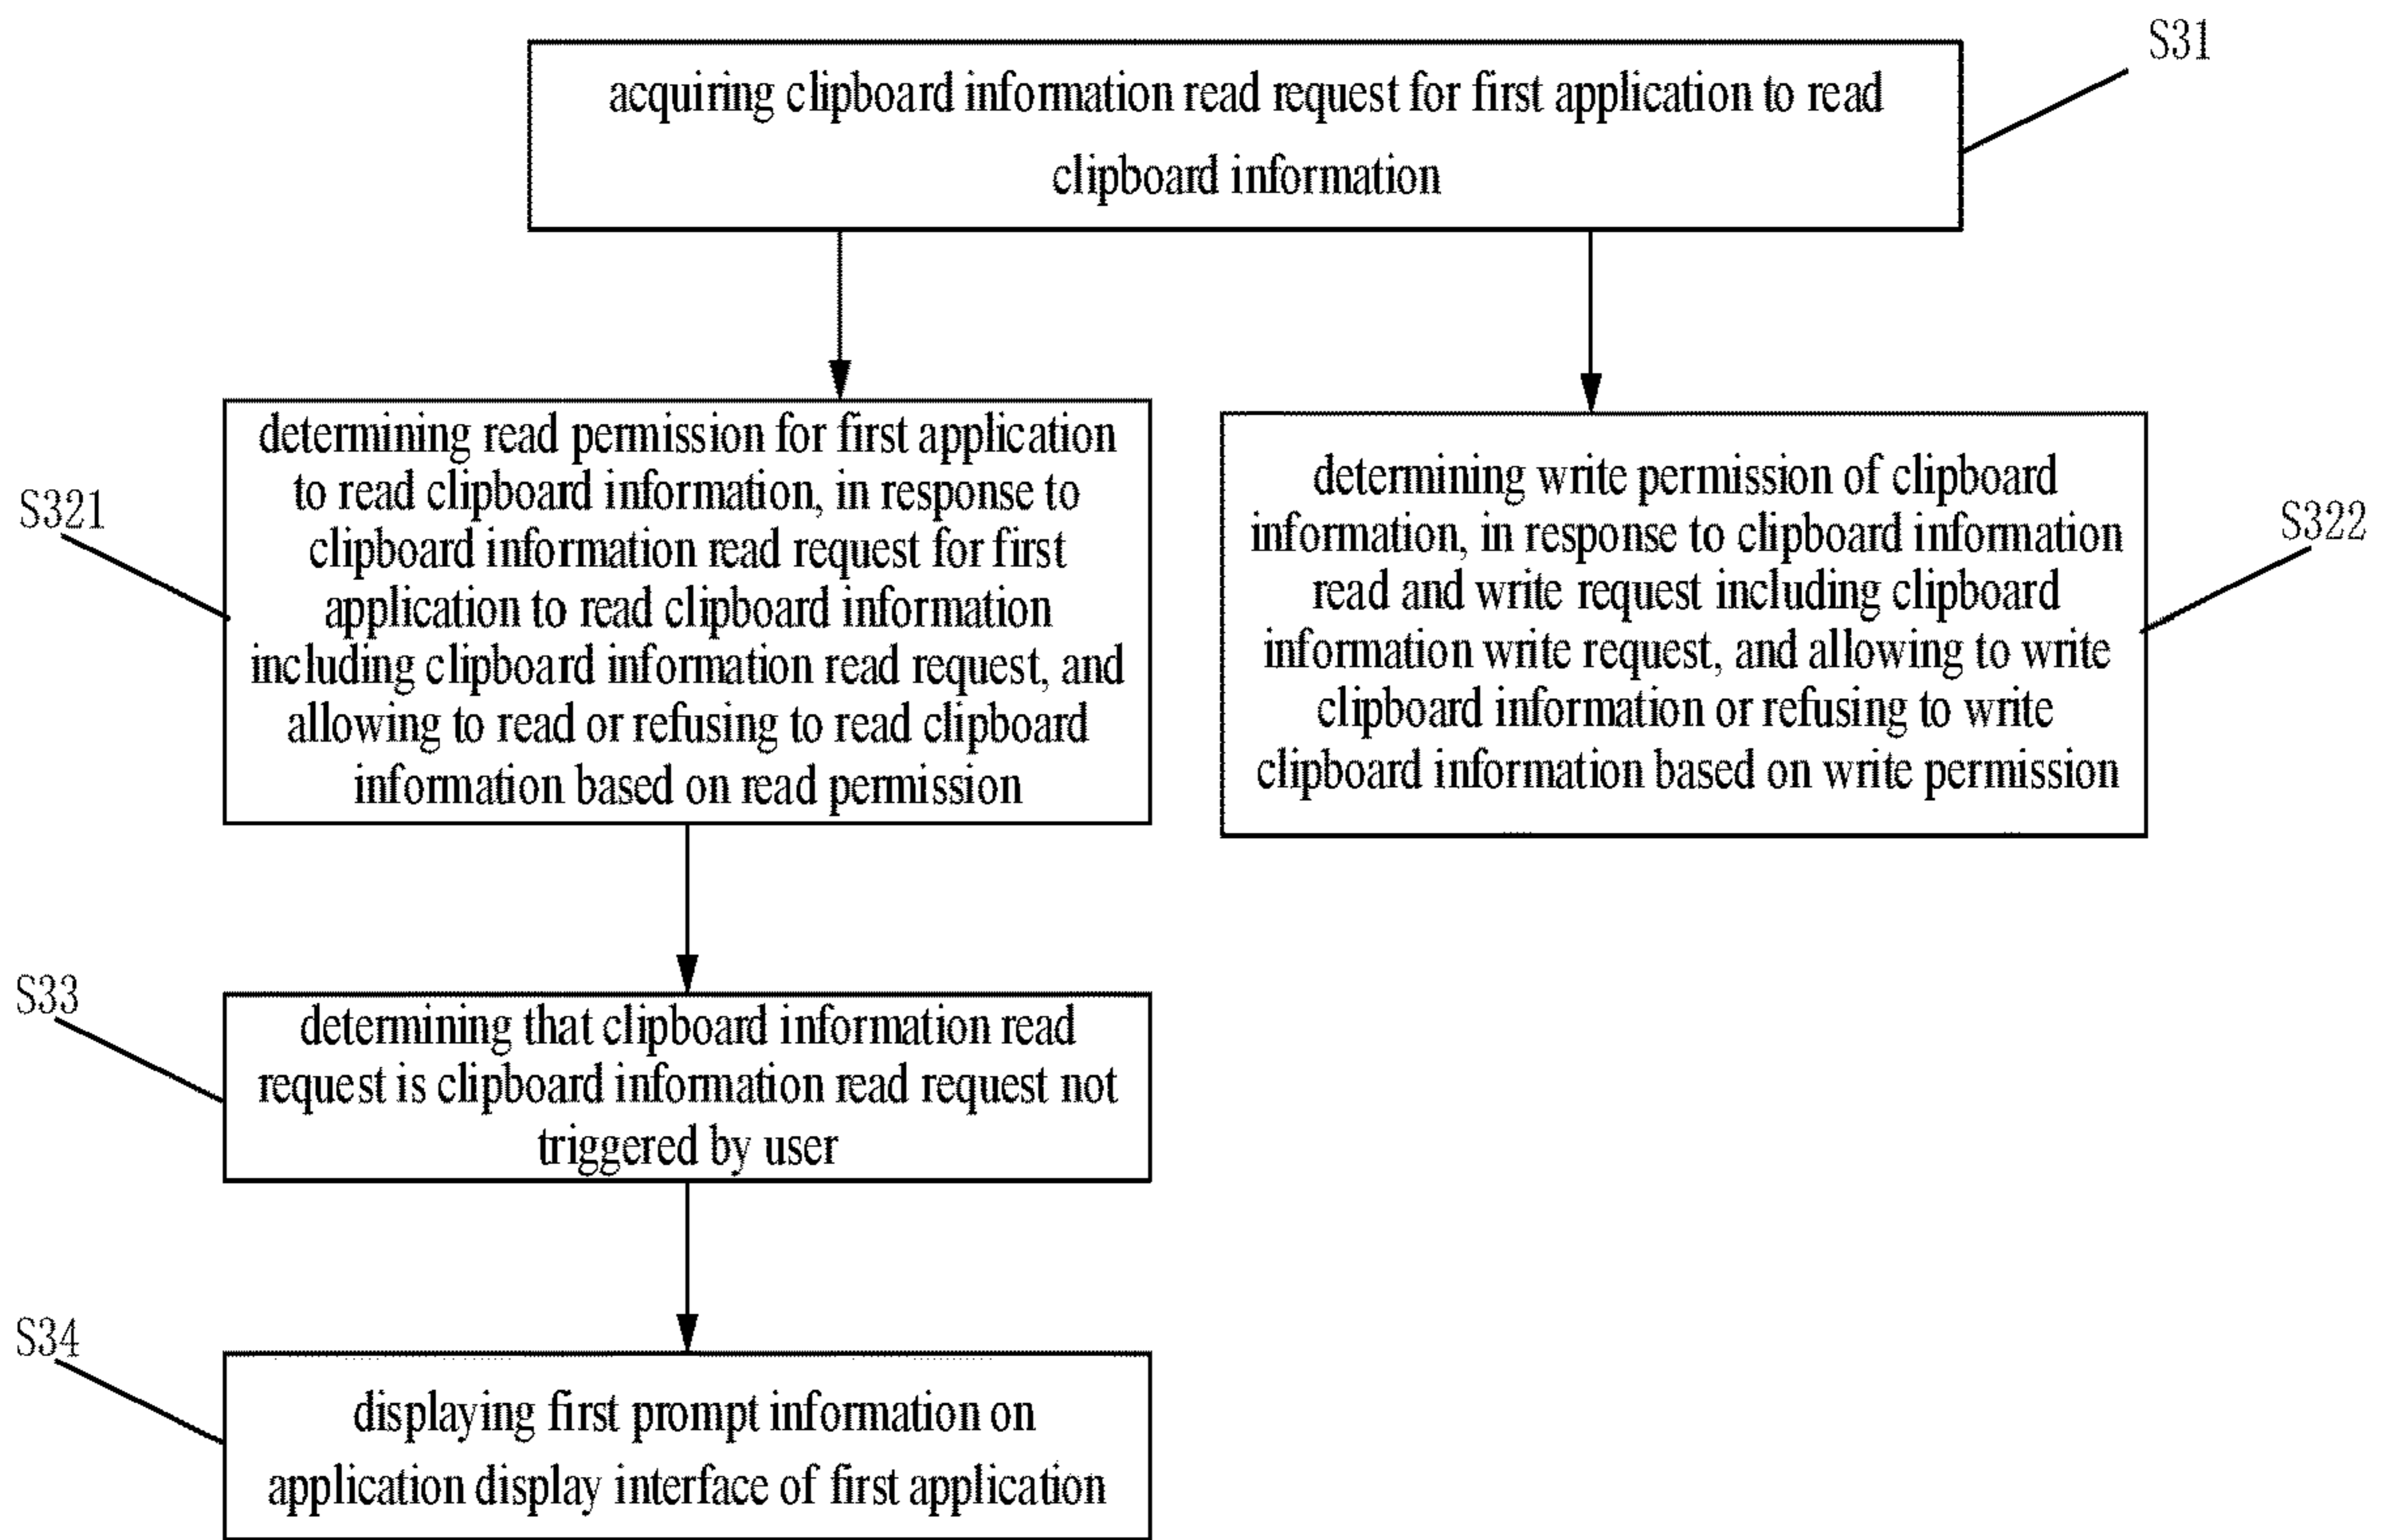 S31
acquiring clipboard information read request for first application to read
clipboard information
S321
determining read permission for first application
to read clipboard information, in response to
clipboard information read request for first
application to read clipboard information
including clipboard information read request, and
allowing to read or refusing to read clipboard
information based on read permission
S322
determining write permission of clipboard
information, in response to clipboard information
read and write request including clipboard
information write request, and allowing to write
clipboard information or refusing to write
clipboard information based on write permission
S33
determining that clipboard information read
request is clipboard information read request not
triggered by user
S34
displaying first prompt information on
application display interface of first application